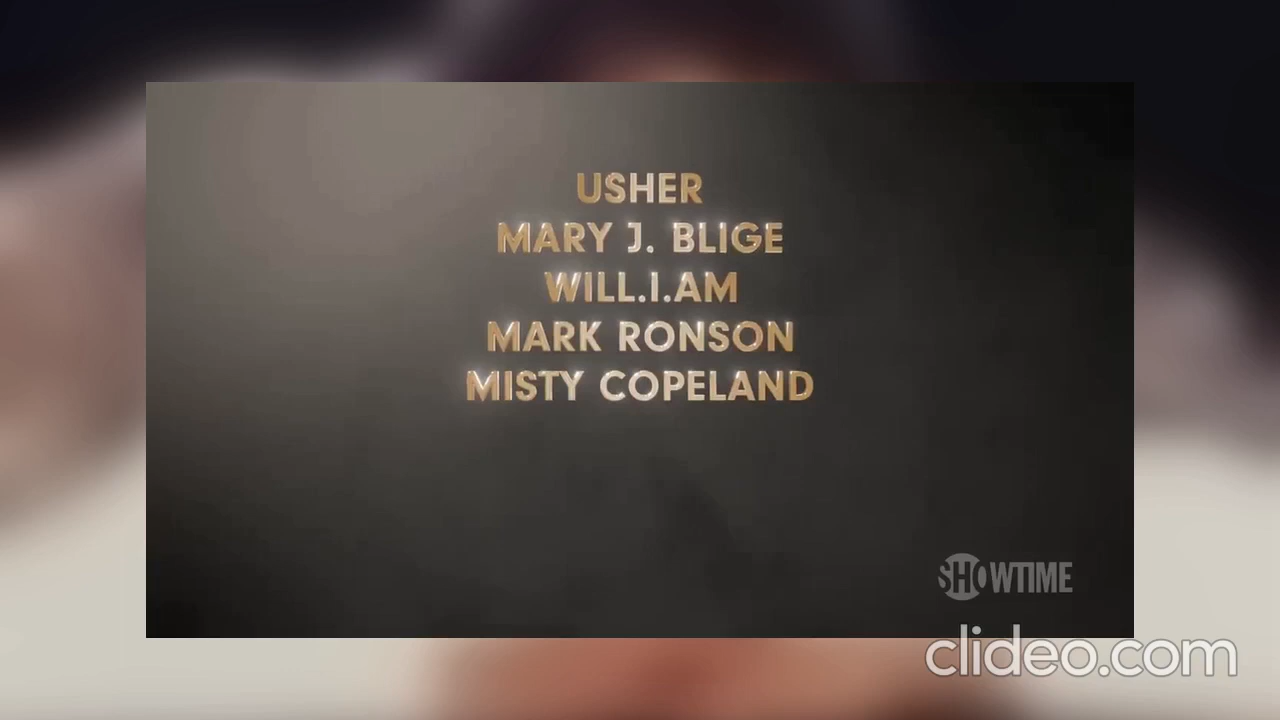 USHER
MARY J. BLIGE
WILL.I.AM
MARK RONSON
MISTY COPELAND
SHOWTIME
clideo.com